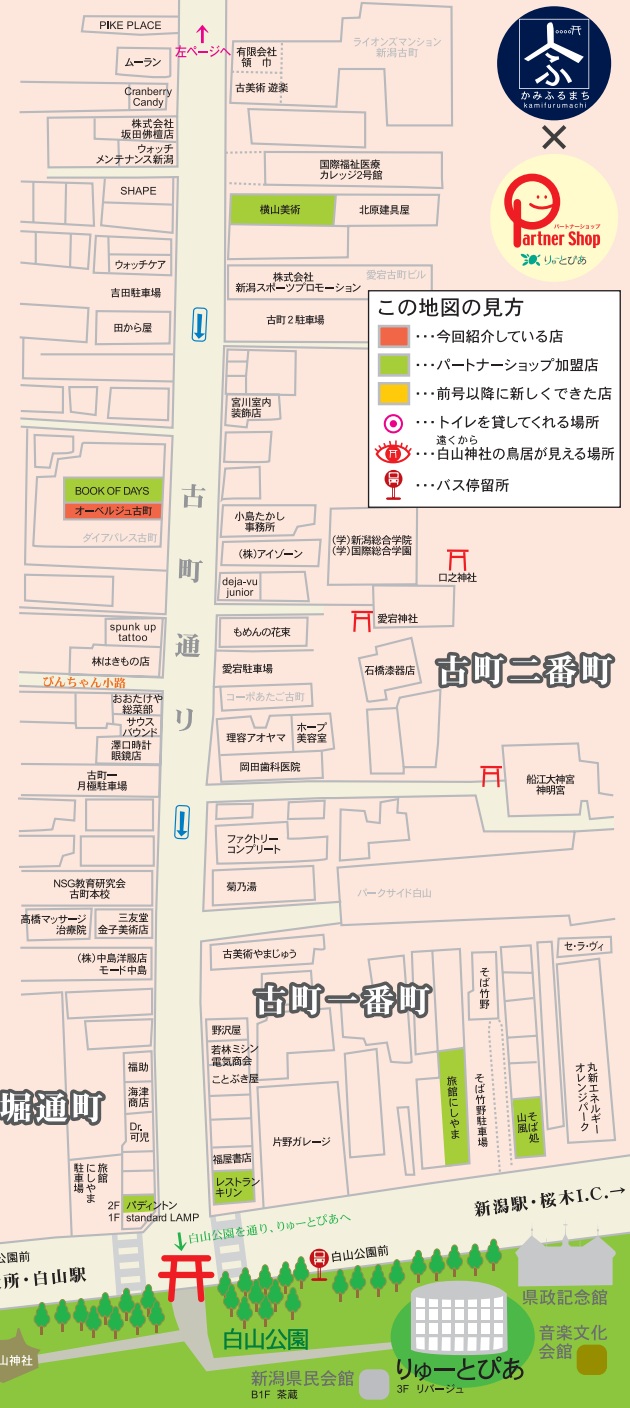 PIKE PLACE
左ページへ
ムーラン
Cranberry
Candy
株式会社
坂田佛檀店
ウォッチ
メンテナンス新潟
SHAPE
ウォッチケア
吉田駐車場
田から屋
有限会社
領 巾
古美術 遊楽
ライオンズマンション
新潟古町
国際福祉医療
カレッジ2号館
横山美術
北原建具屋
株式会社
新潟スポーツプロモーション
愛宕古町ビル
古町2駐車場
かみふるまち
kamifurumachi
×
パートナーショップ
Partner Shop
りゅーとぴあ
この地図の見方
・・・今回紹介している店
・・・パートナーショップ加盟店
・・・前号以降に新しくできた店
・・・トイレを貸してくれる場所
遠くから
・・・白山神社の鳥居が見える場所
・・・バス停留所
宮川室内
装飾店
BOOK OF DAYS
オーベルジュ古町
ダイアパレス古町
古町通り
小島たかし
事務所
(株)アイゾーン
deja-vu
junior
(学)新潟総合学院
(学)国際総合学園
口之神社
愛宕神社
spunk up
tattoo
林はきもの店
もめんの花束
愛宕駐車場
石橋漆器店
古町二番町
ぴんちゃん小路
コーポあたご古町
おおたけや
総菜部
サウス
バウンド
澤口時計
眼鏡店
理容アオヤマ
ホープ
美容室
岡田歯科医院
古町一
月極駐車場
船江大神宮
神明宮
ファクトリー
コンプリート
菊乃湯
パークサイド白山
NSG教育研究会
古町本校
高橋マッサージ
治療院
三友堂
金子美術店
(株)中島洋服店
モード中島
古美術やまじゅう
セ・ラ・ヴィ
そば竹野
古町一番町
野沢屋
若林ミシン
電気商会
ことぶき屋
福助
海津
商店
Dr.
可児
堀通町
旅館にしやま
そば竹野駐車場
そば処
山風
丸新エネルギー
オレンジパーク
片野ガレージ
福屋書店
レストラン
キリン
旅館
にしやま
駐車場
2F パディントン
1F standard LAMP
新潟駅・桜木I.C.→
白山公園を通り、りゅーとぴあへ
公園前
所・白山駅
白山公園前
県政記念館
白山公園
音楽文化
会館
りゅーとぴあ
3F リバージュ
新潟県民会館
B1F 茶蔵
山神社